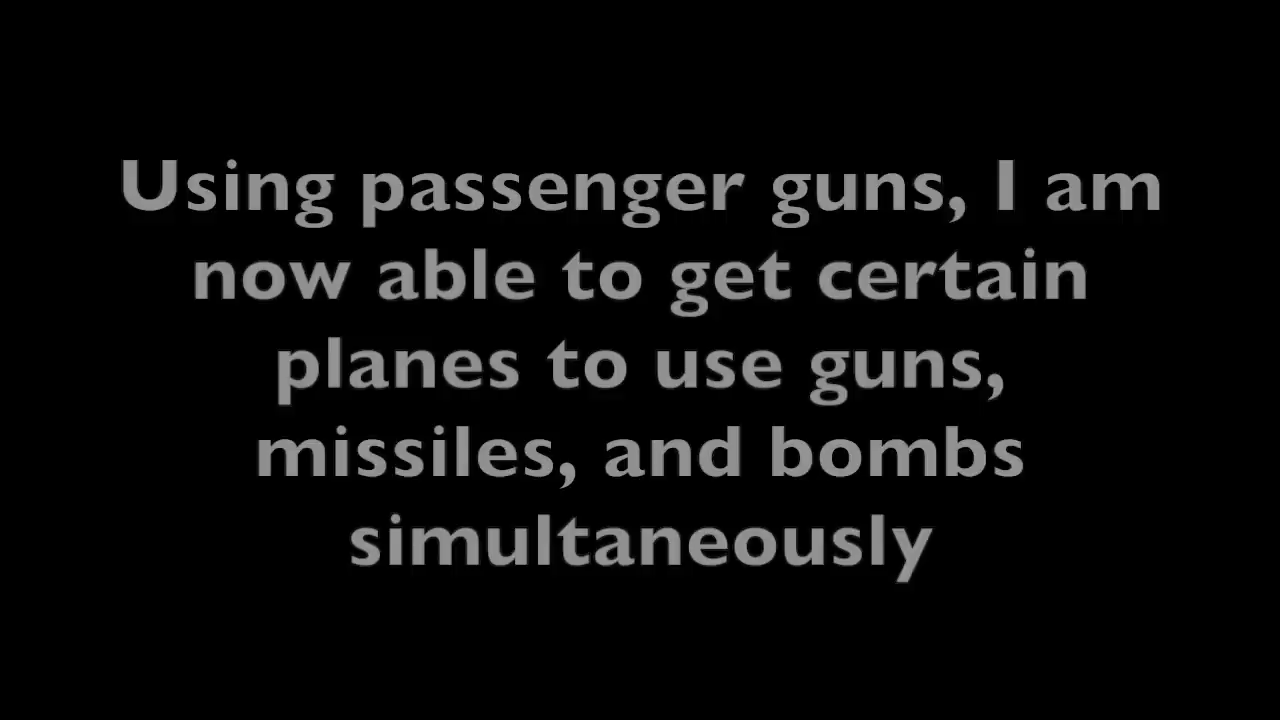 Using passenger guns, I am
now able to get certain
planes to use guns,
missiles, and bombs
simultaneously